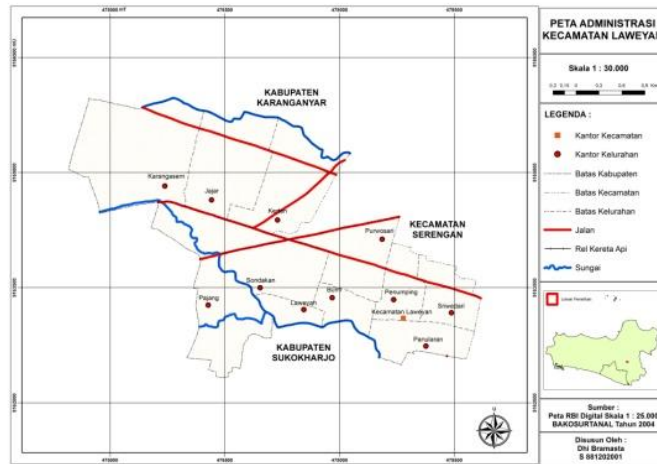 PETA ADMINISTRASI
KECAMATAN LAWEYAN
Skala 1 : 30.000
LEGENDA :
Kantor Kecamatan
Kantor Kelurahan
Batas Kabupaten
Batas Kecamatan
Batas Kelurahan
Jalan
Rel Kereta Api
Sungai
Sumber :
Peta RBI Digital Skala 1 : 25.000
BAKOSURTANAL Tahun 2004
Disusun Oleh
Dhi Bramasta
S 881202001
KABUPATEN
KARANGANYAR
Karangasem
Jajar
Kerten
KECAMATAN
SERENGAN
Purwosari
Sondakan
Pajang
Laweyan
Bumi
Penumping
Sriwedari
Kecamatan Laweyan
Panularan
KABUPATEN
SUKOKHARJO